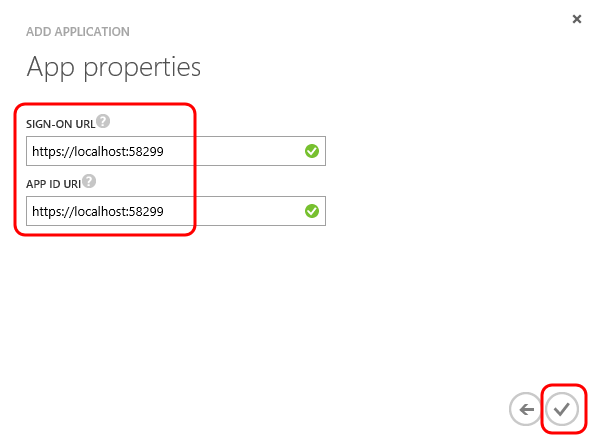 ADD APPLICATION
App properties
SIGN-ON URL ?
https://localhost:58299
APP ID URI ?
https://localhost:58299